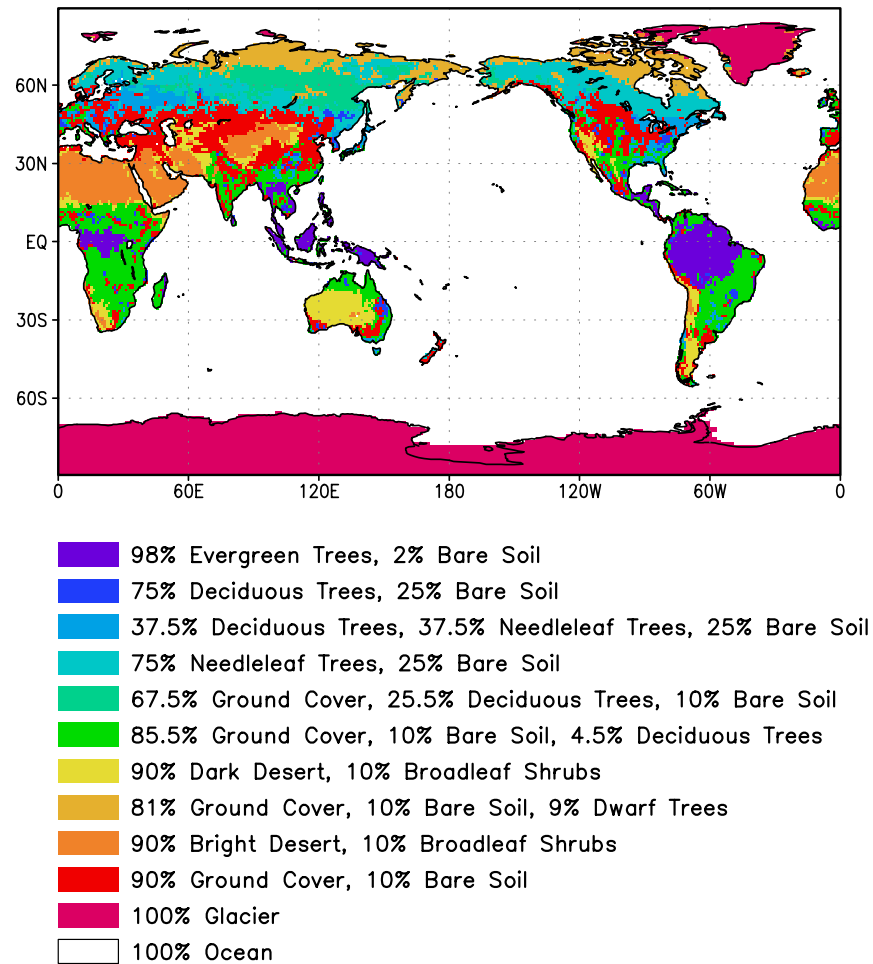 60N
30N
EQ
30S
60S
0 60E 120E 180 120W 60W 0
98% Evergreen Trees, 2% Bare Soil
75% Deciduous Trees, 25% Bare Soil
37.5% Deciduous Trees, 37.5% Needleleaf Trees, 25% Bare Soil
75% Needleleaf Trees, 25% Bare Soil
67.5% Ground Cover, 25.5% Deciduous Trees, 10% Bare Soil
85.5% Ground Cover, 10% Bare Soil, 4.5% Deciduous Trees
90% Dark Desert, 10% Broadleaf Shrubs
81% Ground Cover, 10% Bare Soil, 9% Dwarf Trees
90% Bright Desert, 10% Broadleaf Shrubs
90% Ground Cover, 10% Bare Soil
100% Glacier
100% Ocean